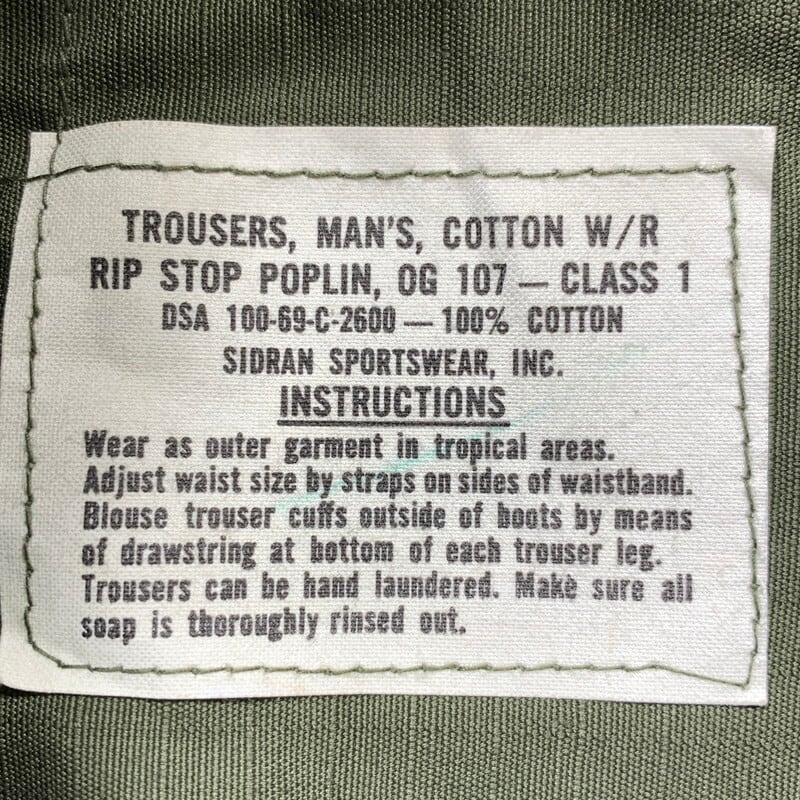 TROUSERS, MAN'S, COTTON W/R
RIP STOP POPLIN, OG 107 — CLASS 1
DSA 100-69-C-2600 — 100% COTTON
SIDRAN SPORTSWEAR, INC.
INSTRUCTIONS
Wear as outer garment in tropical areas.
Adjust waist size by straps on sides of waistband.
Blouse trouser cuffs outside of boots by means
of drawstring at bottom of each trouser leg.
Trousers can be hand laundered. Make sure all
soap is thoroughly rinsed out.